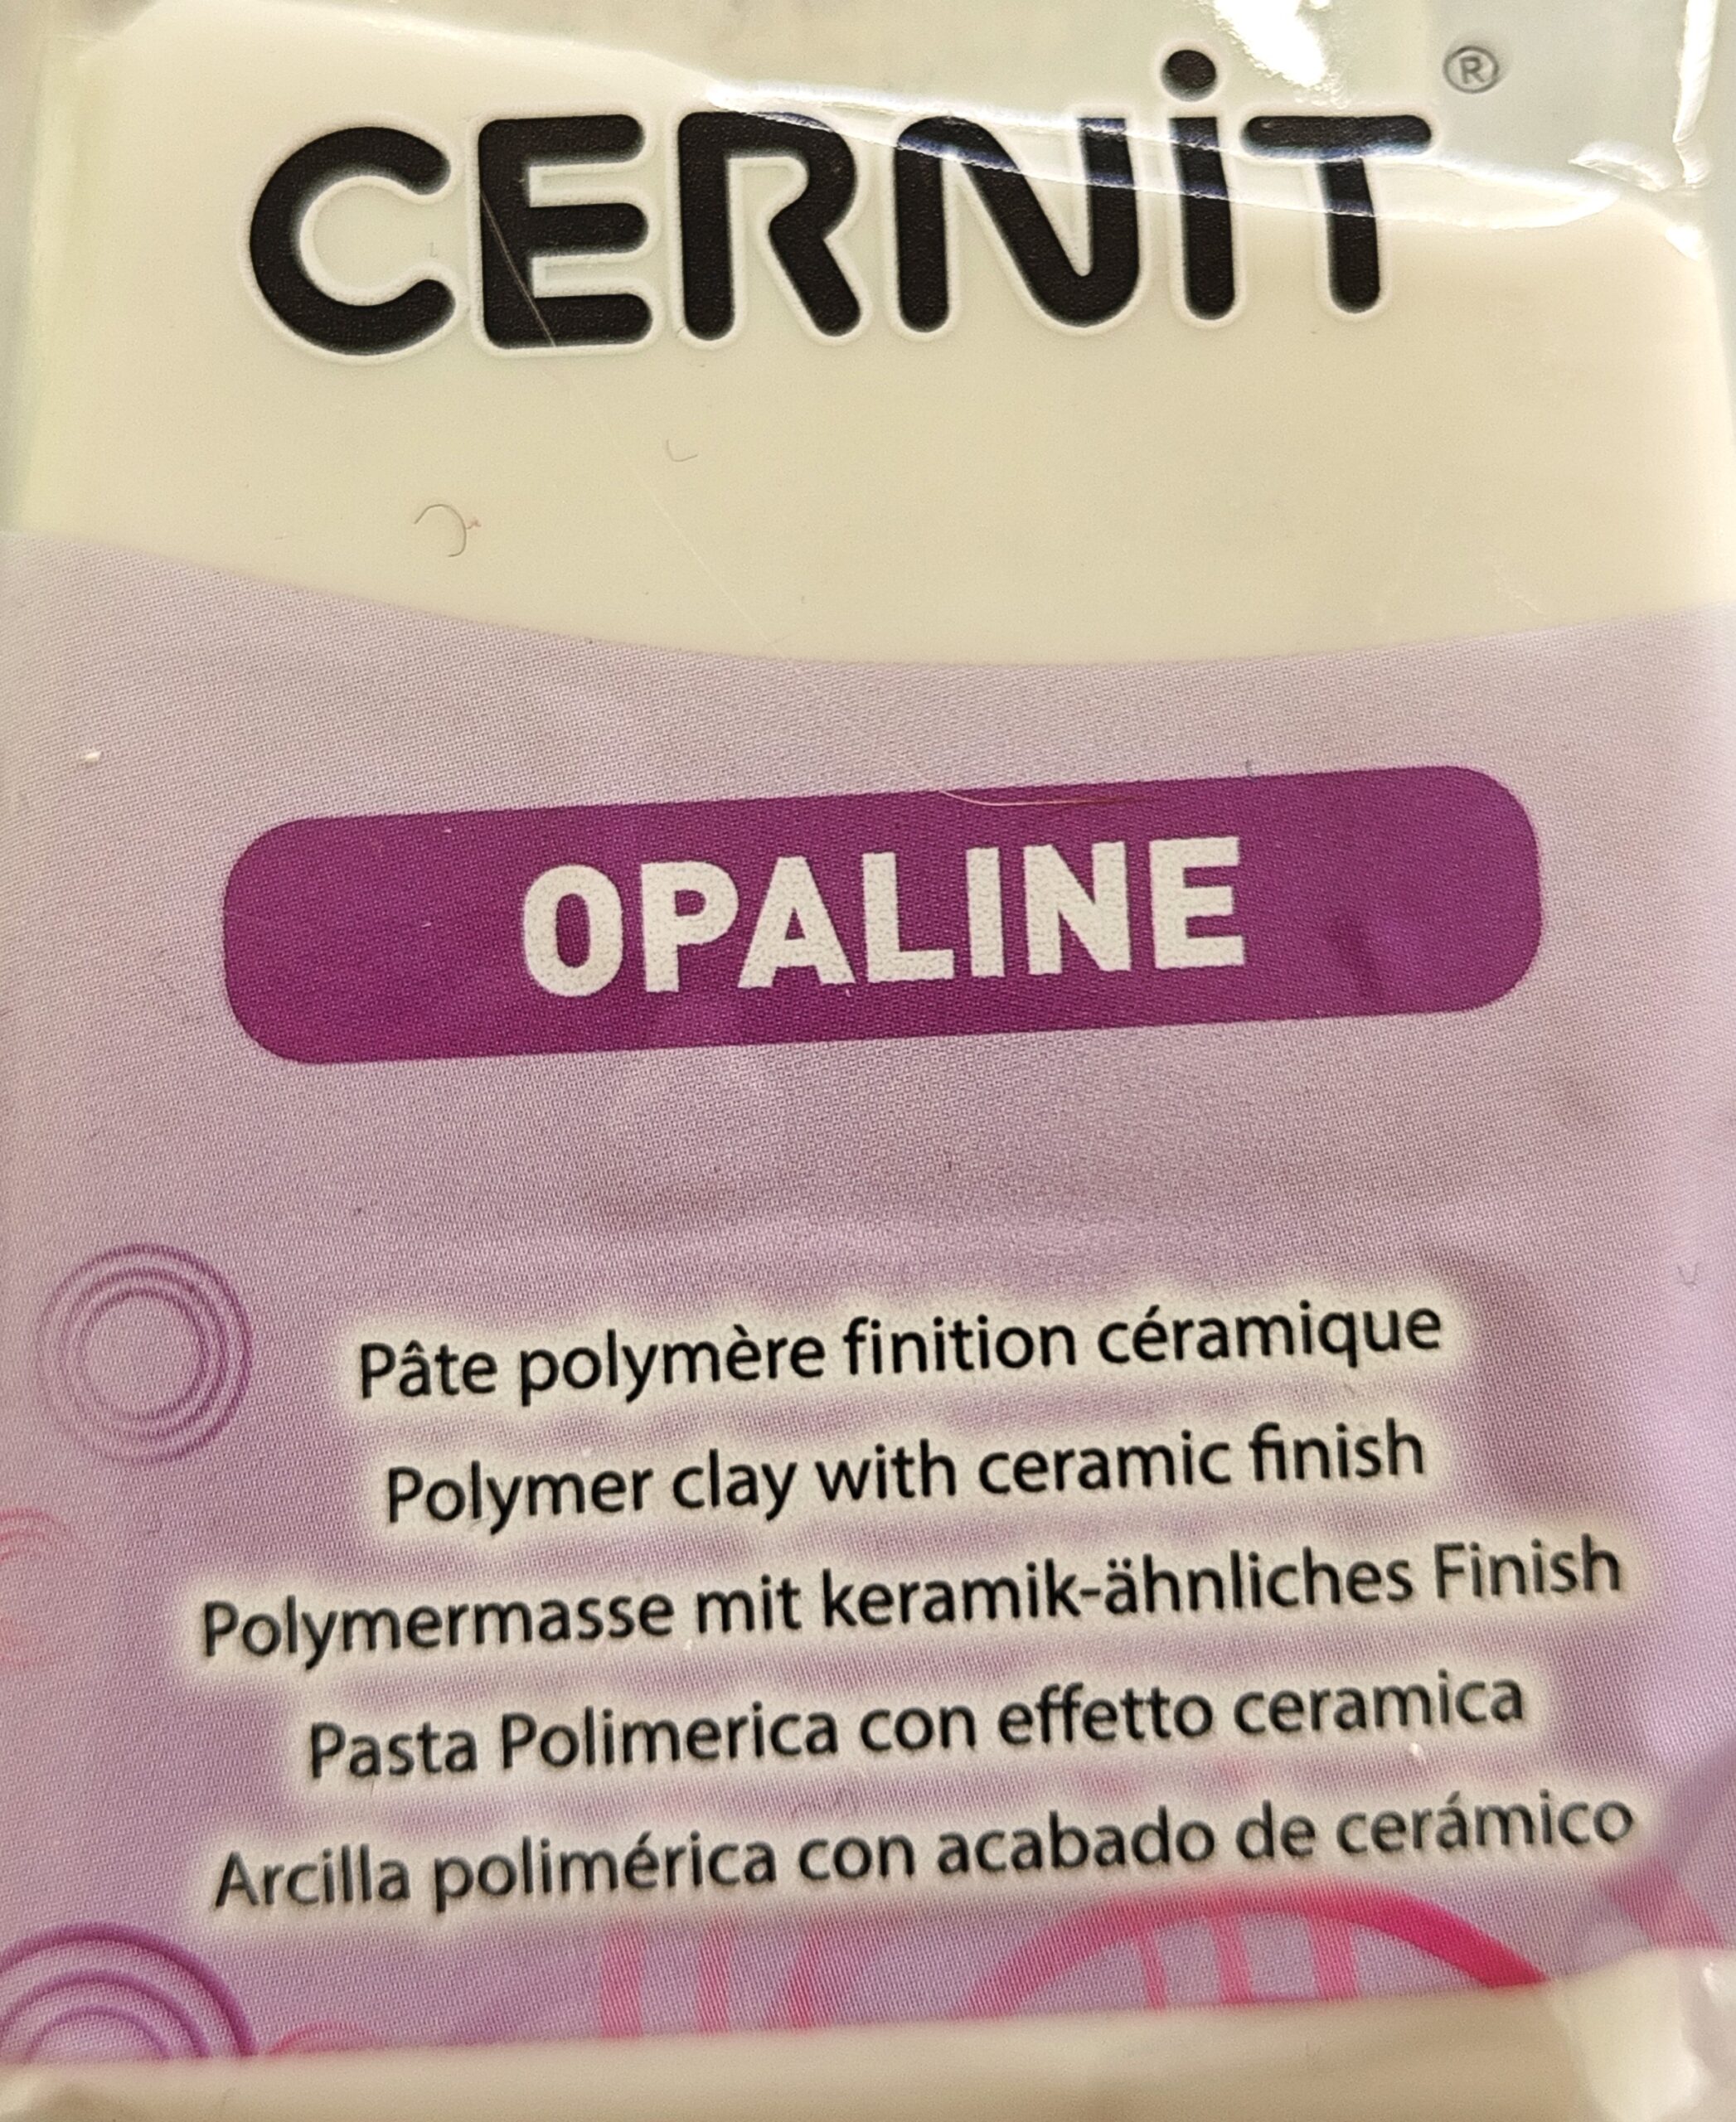 CERNiT®
OPALINE
Pâte polymère finition céramique
Polymer clay with ceramic finish
Polymermasse mit keramik-ähnliches Finish
Pasta Polimerica con effetto ceramica
Arcilla polimérica con acabado de cerámico